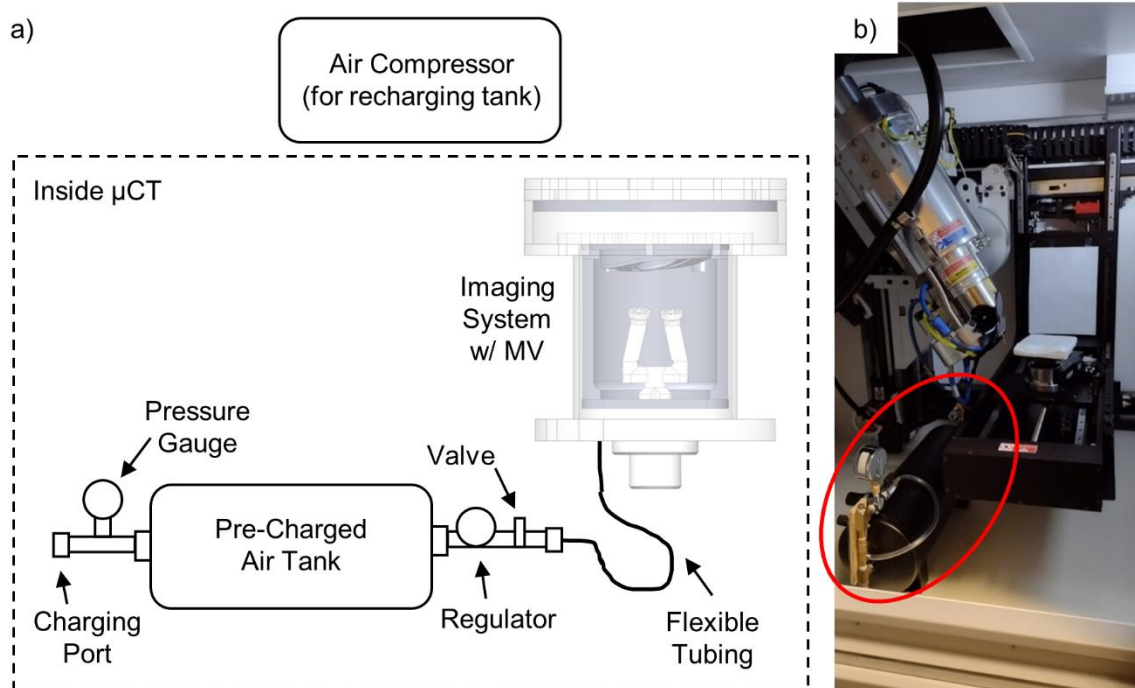 a)
Air Compressor
(for recharging tank)
Inside µCT
Imaging
System
w/ MV
Pressure
Gauge
Valve
Pre-Charged
Air Tank
Charging
Port
Regulator
Flexible
Tubing
b)